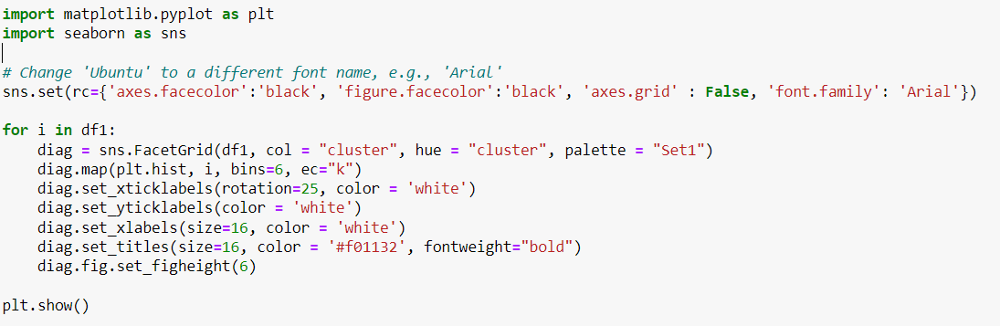 import matplotlib.pyplot as plt
import seaborn as sns
# Change 'Ubuntu' to a different font name, e.g., 'Arial'
sns.set(rc={'axes.facecolor':'black', 'figure.facecolor':'black', 'axes.grid' : False, 'font.family': 'Arial'})
for i in df1:
    diag = sns.FacetGrid(df1, col = "cluster", hue = "cluster", palette = "Set1")
    diag.map(plt.hist, i, bins=6, ec="k")
    diag.set_xticklabels(rotation=25, color = 'white')
    diag.set_yticklabels(color = 'white')
    diag.set_xlabels(size=16, color = 'white')
    diag.set_titles(size=16, color = '#f01132', fontweight="bold")
    diag.fig.set_figheight(6)
plt.show()